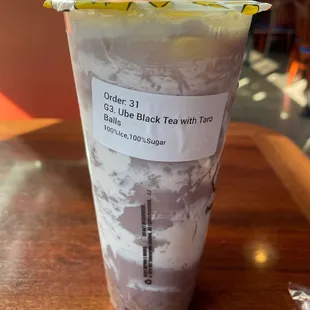 Order: 31
G3. Ube Black Tea with Taro
Balls
100%Ice,100%Sugar